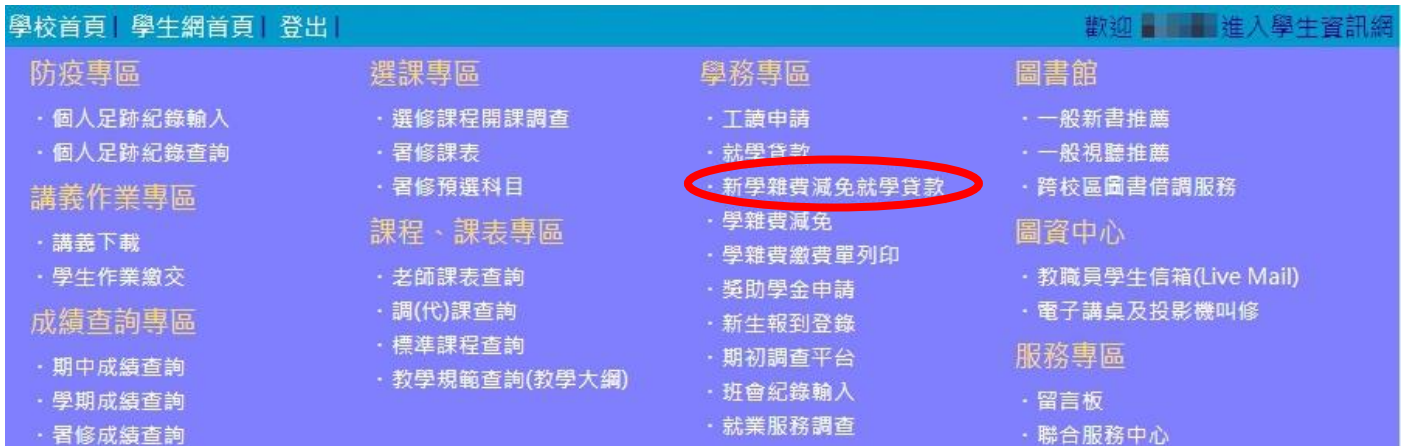 學校首頁| 學生網首頁| 登出|
歡迎 進入學生資訊網
防疫專區
·個人足跡紀錄輸入
·個人足跡紀錄查詢
講義作業專區
·講義下載
·學生作業繳交
成績查詢專區
·期中成績查詢
·學期成績查詢
·暑修成績查詢
選課專區
·選修課程開課調查
·暑修課表
·暑修預選科目
課程、課表專區
·老師課表查詢
·調(代)課查詢
·標準課程查詢
·教學規範查詢(教學大綱)
學務專區
·工讀申請
·就學貸款
·新學雜費減免就學貸款
·學雜費減免
·學雜費繳費單列印
·獎助學金申請
·新生報到登錄
·期初調查平台
·班會紀錄輸入
·就業服務調查
圖書館
·一般新書推薦
·一般視聽推薦
·跨校區圖書借調服務
圖資中心
·教職員學生信箱(Live Mail)
·電子講桌及投影機叫修
服務專區
·留言板
·聯合服務中心